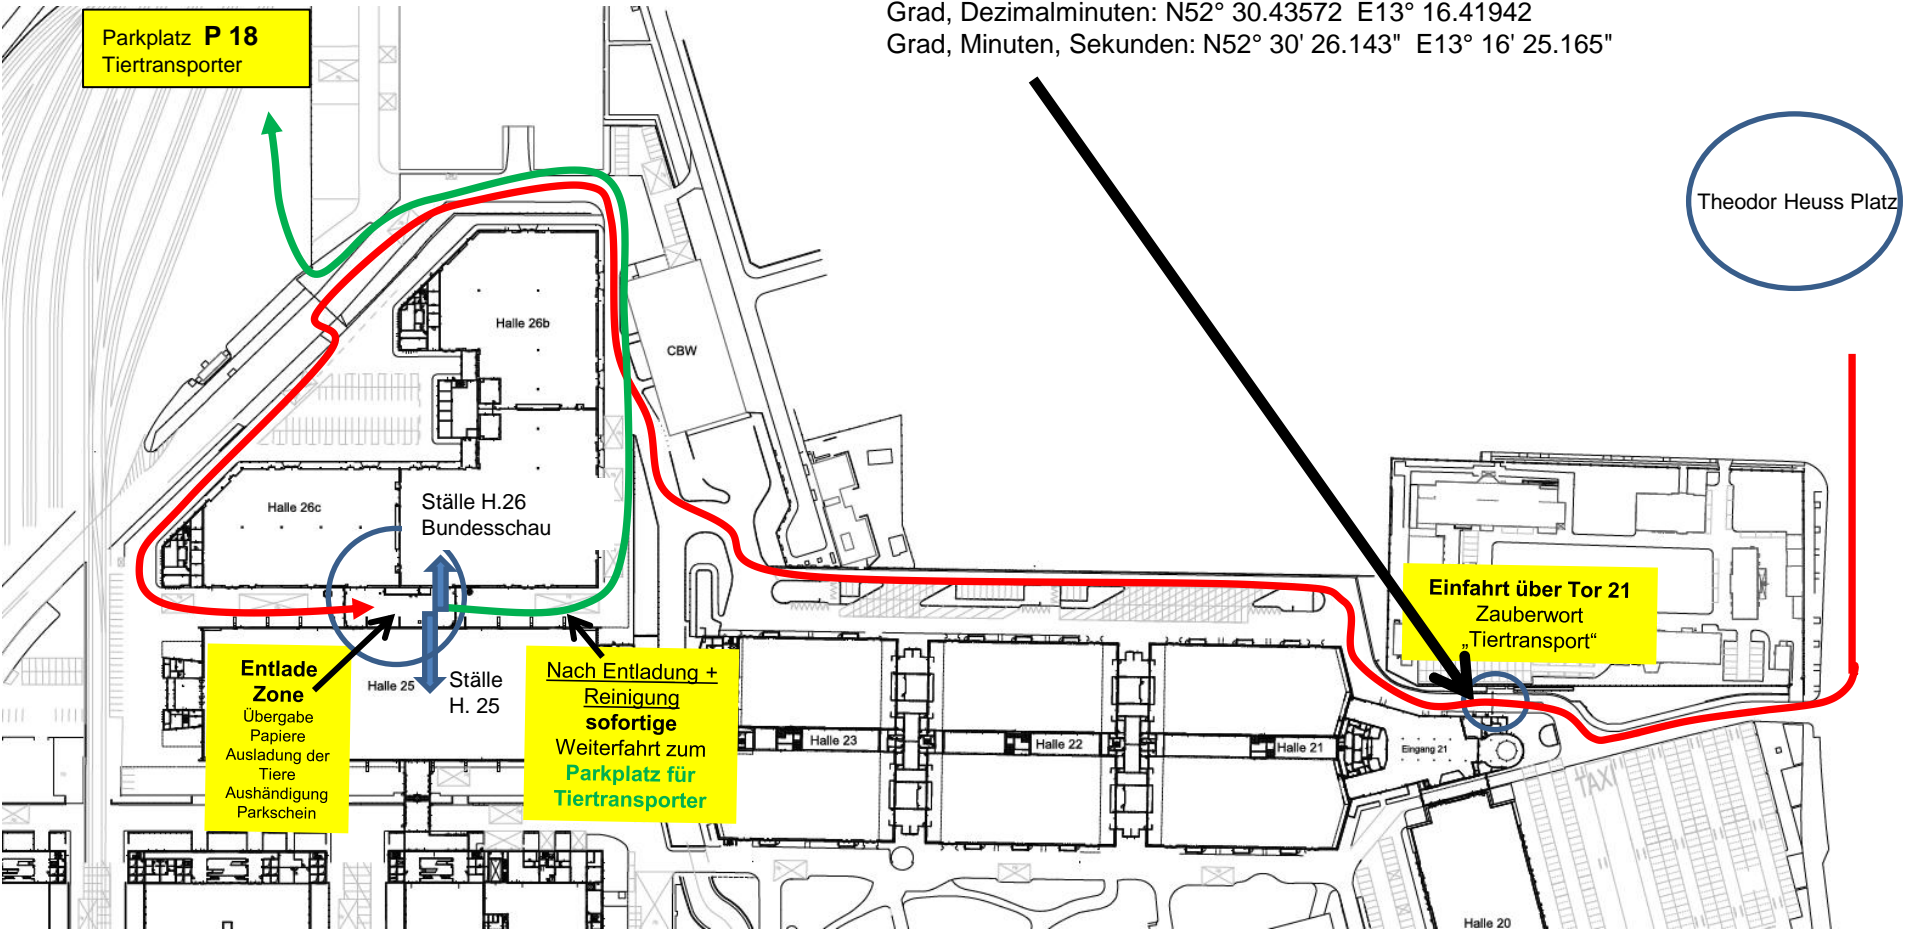 Grad, Dezimalminuten: N52° 30.43572  E13° 16.41942
Grad, Minuten, Sekunden: N52° 30' 26.143"  E13° 16' 25.165"
Parkplatz P 18
Tiertransporter
Theodor Heuss Platz
Halle 26b
CBW
Halle 26c
Ställe H.26
Bundesschau
Einfahrt über Tor 21
Zauberwort
„Tiertransport“
Entlade
Zone
Übergabe
Papiere
Ausladung der
Tiere
Aushändigung
Parkschein
Halle 25
Ställe
H. 25
Nach Entladung +
Reinigung
sofortige
Weiterfahrt zum
Parkplatz für
Tiertransporter
Halle 23
Halle 22
Halle 21
Eingang 21
TAXI
Halle 20